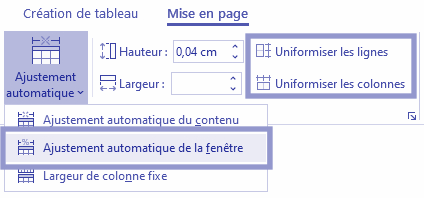 Création de tableau Mise en page
Ajustement automatique
Hauteur : 0,04 cm
Largeur :
Uniformiser les lignes
Uniformiser les colonnes
Ajustement automatique du contenu
Ajustement automatique de la fenêtre
Largeur de colonne fixe